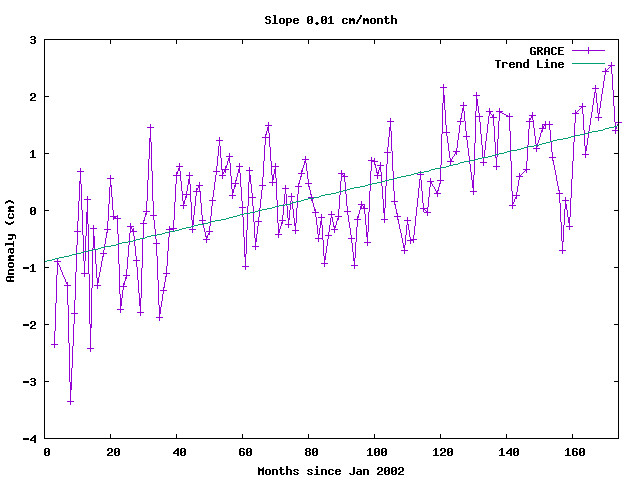 Slope 0.01 cm/month
GRACE
Trend Line
3
2
1
0
-1
-2
-3
-4
Anomaly (cm)
0 20 40 60 80 100 120 140 160
Months since Jan 2002